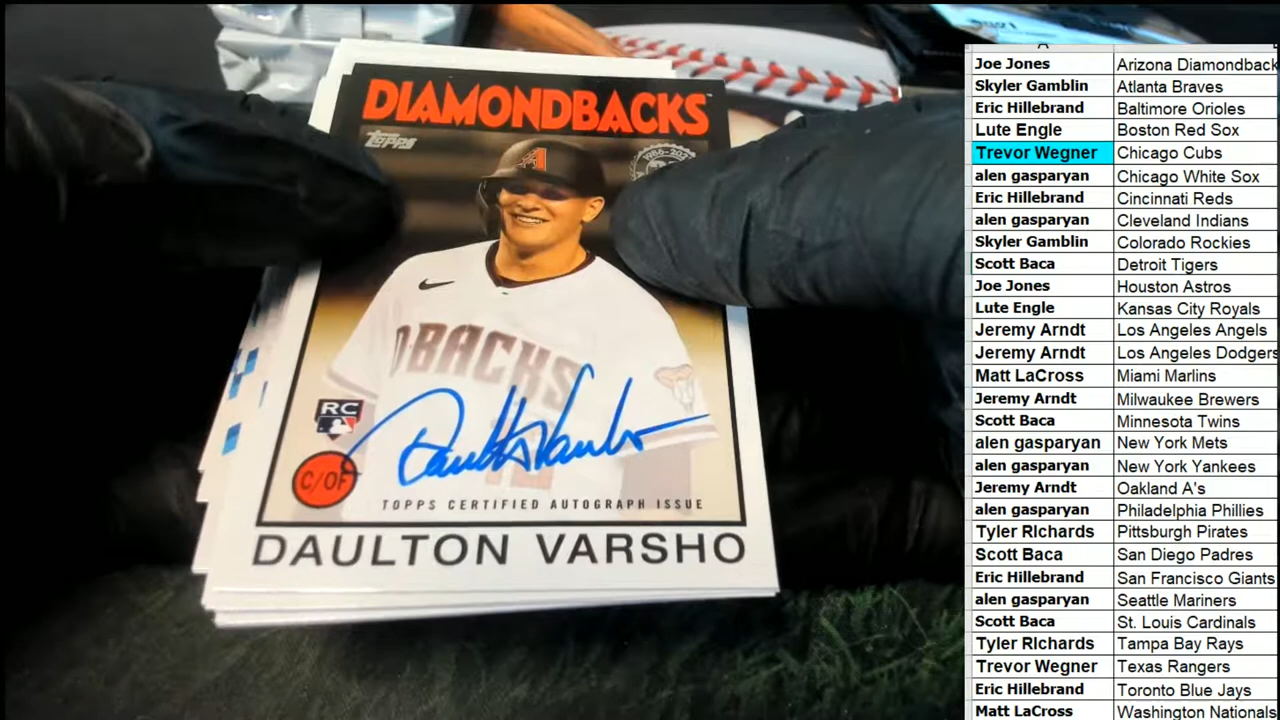 DIAMONDBACKS
TOPPS
D-BACKS
RC
C/OF
Daulton Varsho
TOPPS CERTIFIED AUTOGRAPH ISSUE
DAULTON VARSHO
Joe Jones Arizona Diamondback
Skyler Gamblin Atlanta Braves
Eric Hillebrand Baltimore Orioles
Lute Engle Boston Red Sox
Trevor Wegner Chicago Cubs
alen gasparyan Chicago White Sox
Eric Hillebrand Cincinnati Reds
alen gasparyan Cleveland Indians
Skyler Gamblin Colorado Rockies
Scott Baca Detroit Tigers
Joe Jones Houston Astros
Lute Engle Kansas City Royals
Jeremy Arndt Los Angeles Angels
Jeremy Arndt Los Angeles Dodgers
Matt LaCross Miami Marlins
Jeremy Arndt Milwaukee Brewers
Scott Baca Minnesota Twins
alen gasparyan New York Mets
alen gasparyan New York Yankees
Jeremy Arndt Oakland A's
alen gasparyan Philadelphia Phillies
Tyler RIchards Pittsburgh Pirates
Scott Baca San Diego Padres
Eric Hillebrand San Francisco Giants
alen gasparyan Seattle Mariners
Scott Baca St. Louis Cardinals
Tyler RIchards Tampa Bay Rays
Trevor Wegner Texas Rangers
Eric Hillebrand Toronto Blue Jays
Matt LaCross Washington Nationals